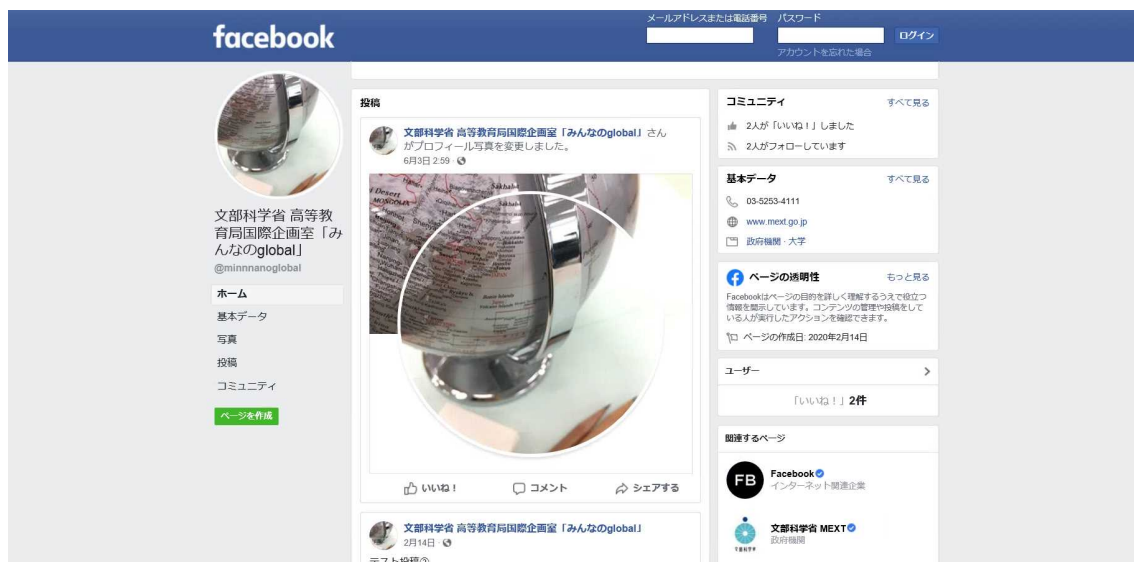 facebook
メールアドレスまたは電話番号
パスワード
ログイン
アカウントを忘れた場合
文部科学省 高等教
育局国際企画室「み
んなのglobal」
@minnnanoglobal
ホーム
基本データ
写真
投稿
コミュニティ
ページを作成
投稿
文部科学省 高等教育局国際企画室「みんなのglobal」さん
がプロフィール写真を変更しました。
6月3日 2:59
Desert
MONGOLIA
Sakhalin
いいね！
コメント
シェアする
文部科学省 高等教育局国際企画室「みんなのglobal」
2月14日
コミュニティ
すべて見る
2人が「いいね！」しました
2人がフォローしています
基本データ
すべて見る
03-5253-4111
www.mext.go.jp
政府機関 · 大学
ページの透明性
もっと見る
Facebookはページの目的を詳しく理解するうえで役立つ
情報を開示しています。コンテンツの管理や投稿をして
いる人が実行したアクションを確認できます。
ページの作成日: 2020年2月14日
ユーザー
「いいね！」2件
関連するページ
FB
Facebook
インターネット関連企業
文部科学省 MEXT
政府機関